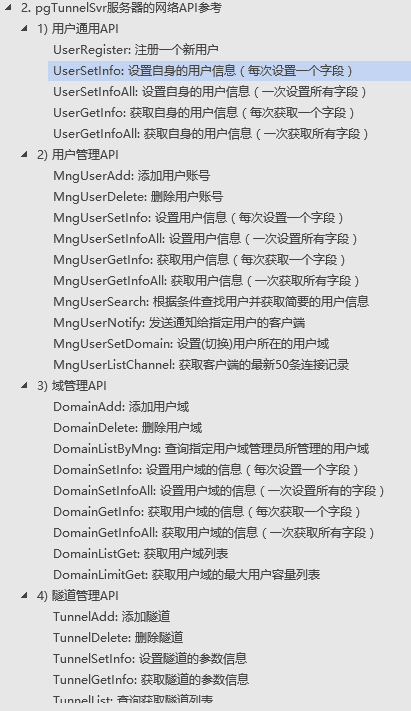 2. pgTunnelSvr服务器的网络API参考
1) 用户通用API
UserRegister: 注册一个新用户
UserSetInfo: 设置自身的用户信息（每次设置一个字段）
UserSetInfoAll: 设置自身的用户信息（一次设置所有字段）
UserGetInfo: 获取自身的用户信息（每次获取一个字段）
UserGetInfoAll: 获取自身的用户信息（一次获取所有字段）
2) 用户管理API
MngUserAdd: 添加用户账号
MngUserDelete: 删除用户账号
MngUserSetInfo: 设置用户信息（每次设置一个字段）
MngUserSetInfoAll: 设置用户信息（一次设置所有字段）
MngUserGetInfo: 获取用户信息（每次获取一个字段）
MngUserGetInfoAll: 获取用户信息（一次获取所有字段）
MngUserSearch: 根据条件查找用户并获取简要的用户信息
MngUserNotify: 发送通知给指定用户的客户端
MngUserSetDomain: 设置(切换)用户所在的用户域
MngUserListChannel: 获取客户端的最新50条连接记录
3) 域管理API
DomainAdd: 添加用户域
DomainDelete: 删除用户域
DomainListByMng: 查询指定用户域管理员所管理的用户域
DomainSetInfo: 设置用户域的信息（每次设置一个字段）
DomainSetInfoAll: 设置用户域的信息（一次设置所有的字段）
DomainGetInfo: 获取用户域的信息（每次获取一个字段）
DomainGetInfoAll: 获取用户域的信息（一次获取所有字段）
DomainListGet: 获取用户域列表
DomainLimitGet: 获取用户域的最大用户容量列表
4) 隧道管理API
TunnelAdd: 添加隧道
TunnelDelete: 删除隧道
TunnelSetInfo: 设置隧道的参数信息
TunnelGetInfo: 获取隧道的参数信息
TunnelList: 查询获取隧道列表